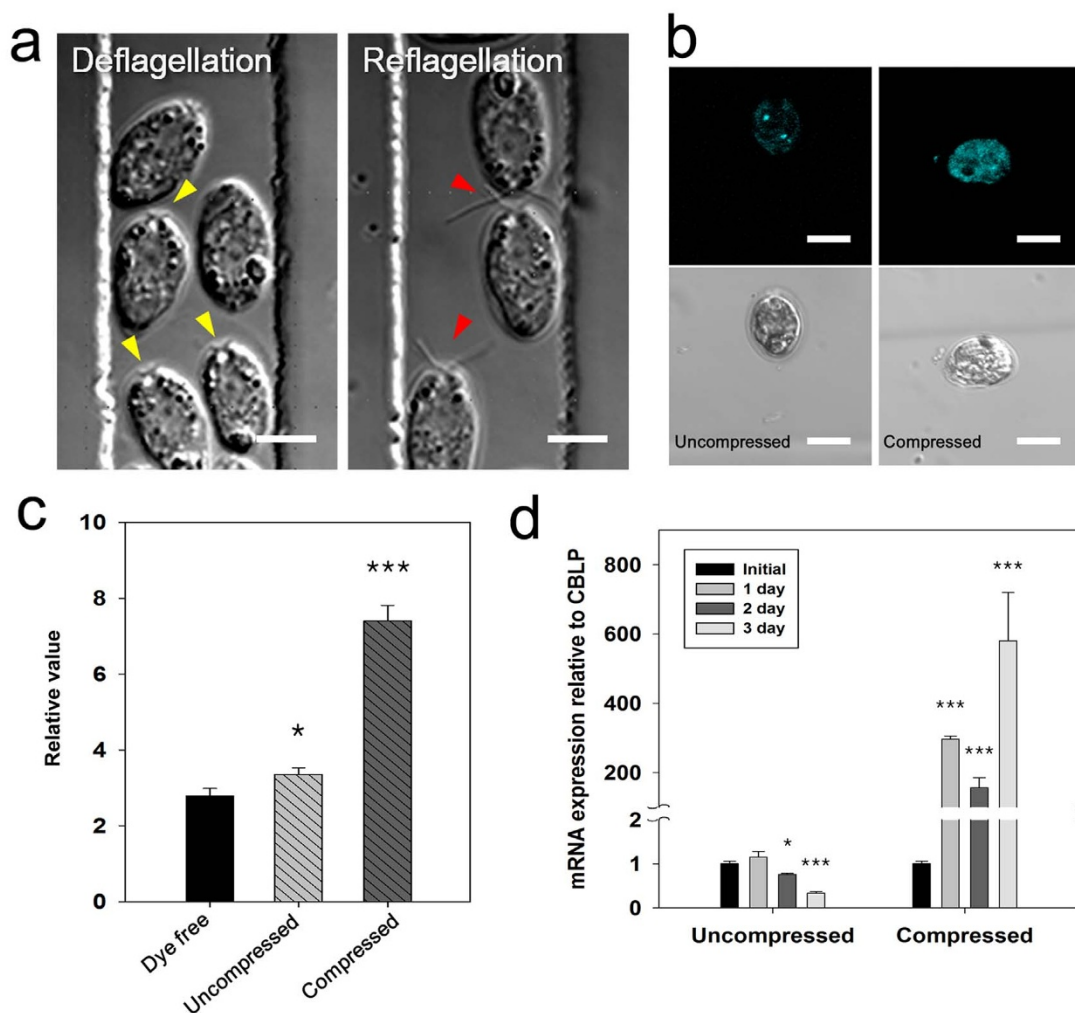 a
Deflagellation
Reflagellation
b
Uncompressed
Compressed
c
Relative value
10
8
6
4
2
0
*
***
Dye free
Uncompressed
Compressed
d
mRNA expression relative to CBLP
800
600
400
200
2
1
0
Initial
1 day
2 day
3 day
*
***
***
***
***
Uncompressed
Compressed